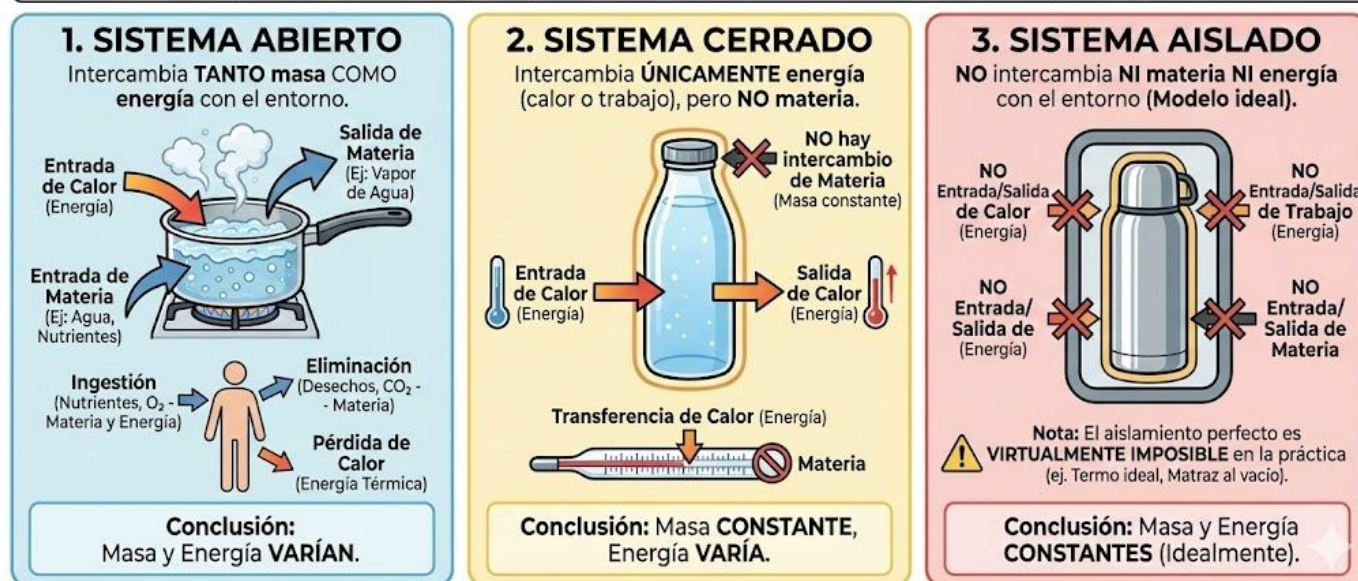 1. SISTEMA ABIERTO
Intercambia TANTO masa COMO
energía con el entorno.
Entrada
de Calor
(Energía)
Salida de
Materia
(Ej: Vapor
de Agua)
Entrada de
Materia
(Ej: Agua,
Nutrientes)
Ingestión
(Nutrientes, O₂ -
Materia y Energía)
Eliminación
(Desechos, CO₂ -
- Materia)
Pérdida de
Calor
(Energía Térmica)
Conclusión:
Masa y Energía VARÍAN.
2. SISTEMA CERRADO
Intercambia ÚNICAMENTE energía
(calor o trabajo), pero NO materia.
NO hay
intercambio
de Materia
(Masa constante)
Entrada
de Calor
(Energía)
Salida
de Calor
(Energía)
Transferencia de Calor (Energía)
Materia
Conclusión: Masa CONSTANTE,
Energía VARÍA.
3. SISTEMA AISLADO
NO intercambia NI materia NI energía
con el entorno (Modelo ideal).
NO
Entrada/Salida
de Calor
(Energía)
NO
Entrada/Salida
de Trabajo
(Energía)
NO
Entrada/
Salida de
(Energía)
NO
Entrada/
Salida de
Materia
Nota: El aislamiento perfecto es
VIRTUALMENTE IMPOSIBLE en la práctica
(ej. Termo ideal, Matraz al vacío).
Conclusión: Masa y Energía
CONSTANTES (Idealmente).